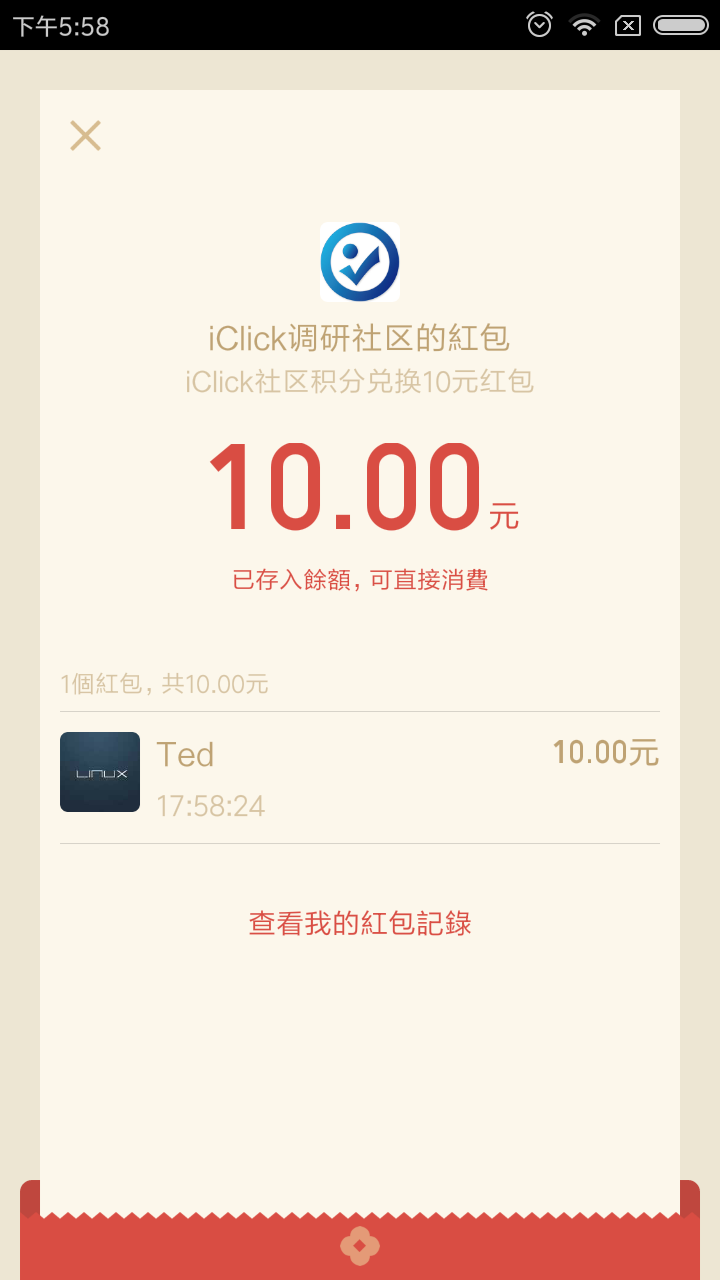 下午5:58
iClick调研社区的紅包
iClick社区积分兑换10元红包
10.00元
已存入餘額，可直接消費
1個紅包，共10.00元
LINUX
Ted
10.00元
17:58:24
查看我的紅包記錄